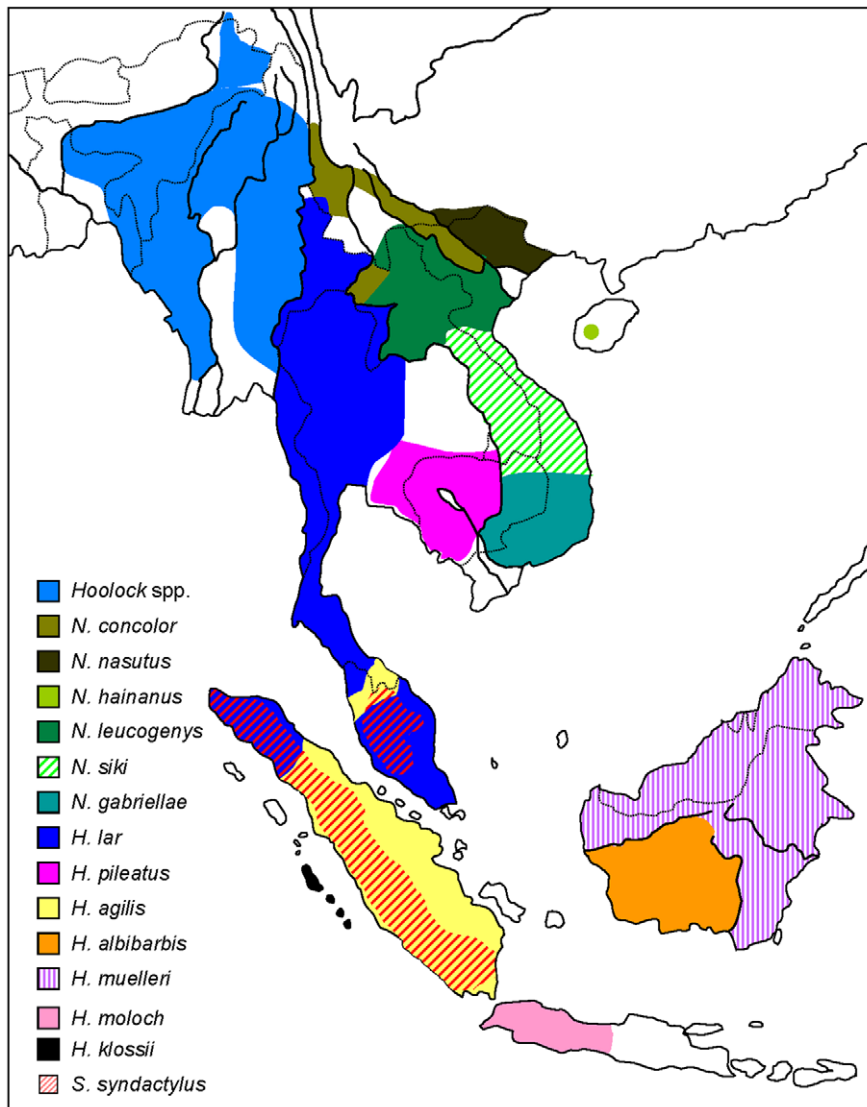 Hoolock spp.
N. concolor
N. nasutus
N. hainanus
N. leucogenys
N. siki
N. gabriellae
H. lar
H. pileatus
H. agilis
H. albibarbis
H. muelleri
H. moloch
H. klossii
S. syndactylus